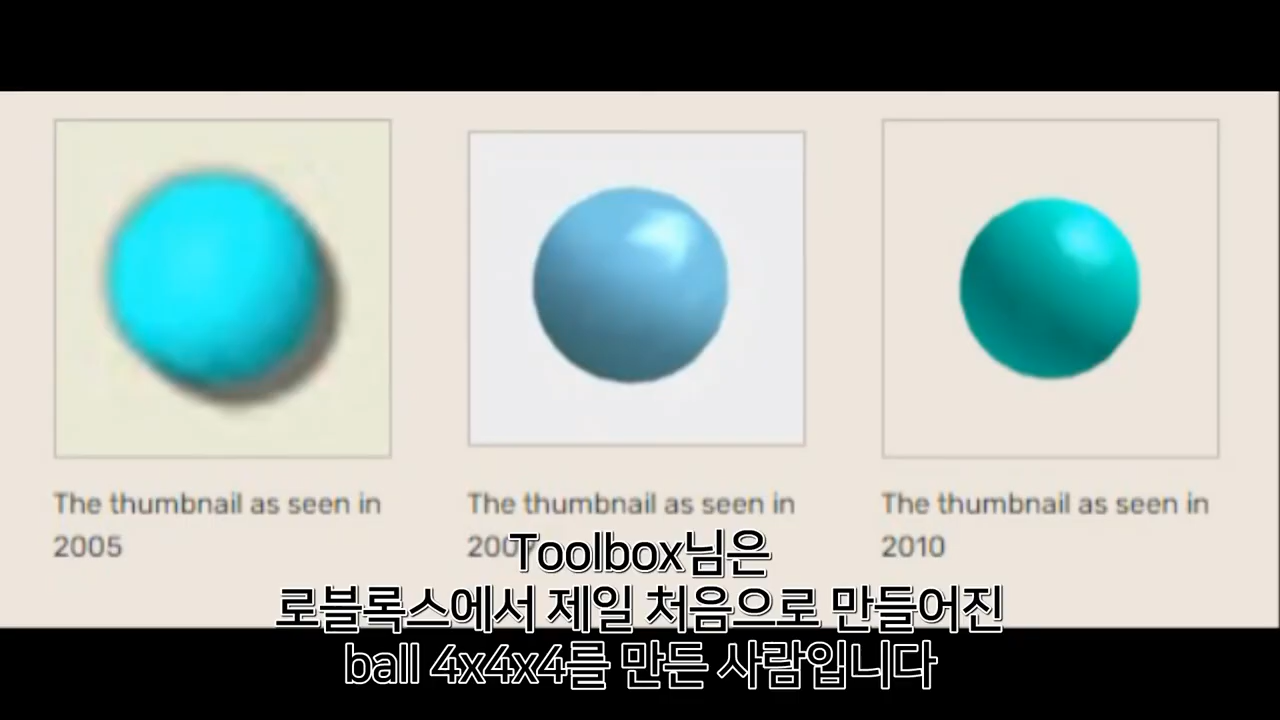 The thumbnail as seen in
2005
The thumbnail as seen in
The thumbnail as seen in
2010
Toolbox님은
로블록스에서 제일 처음으로 만들어진
ball 4x4x4를 만든 사람입니다